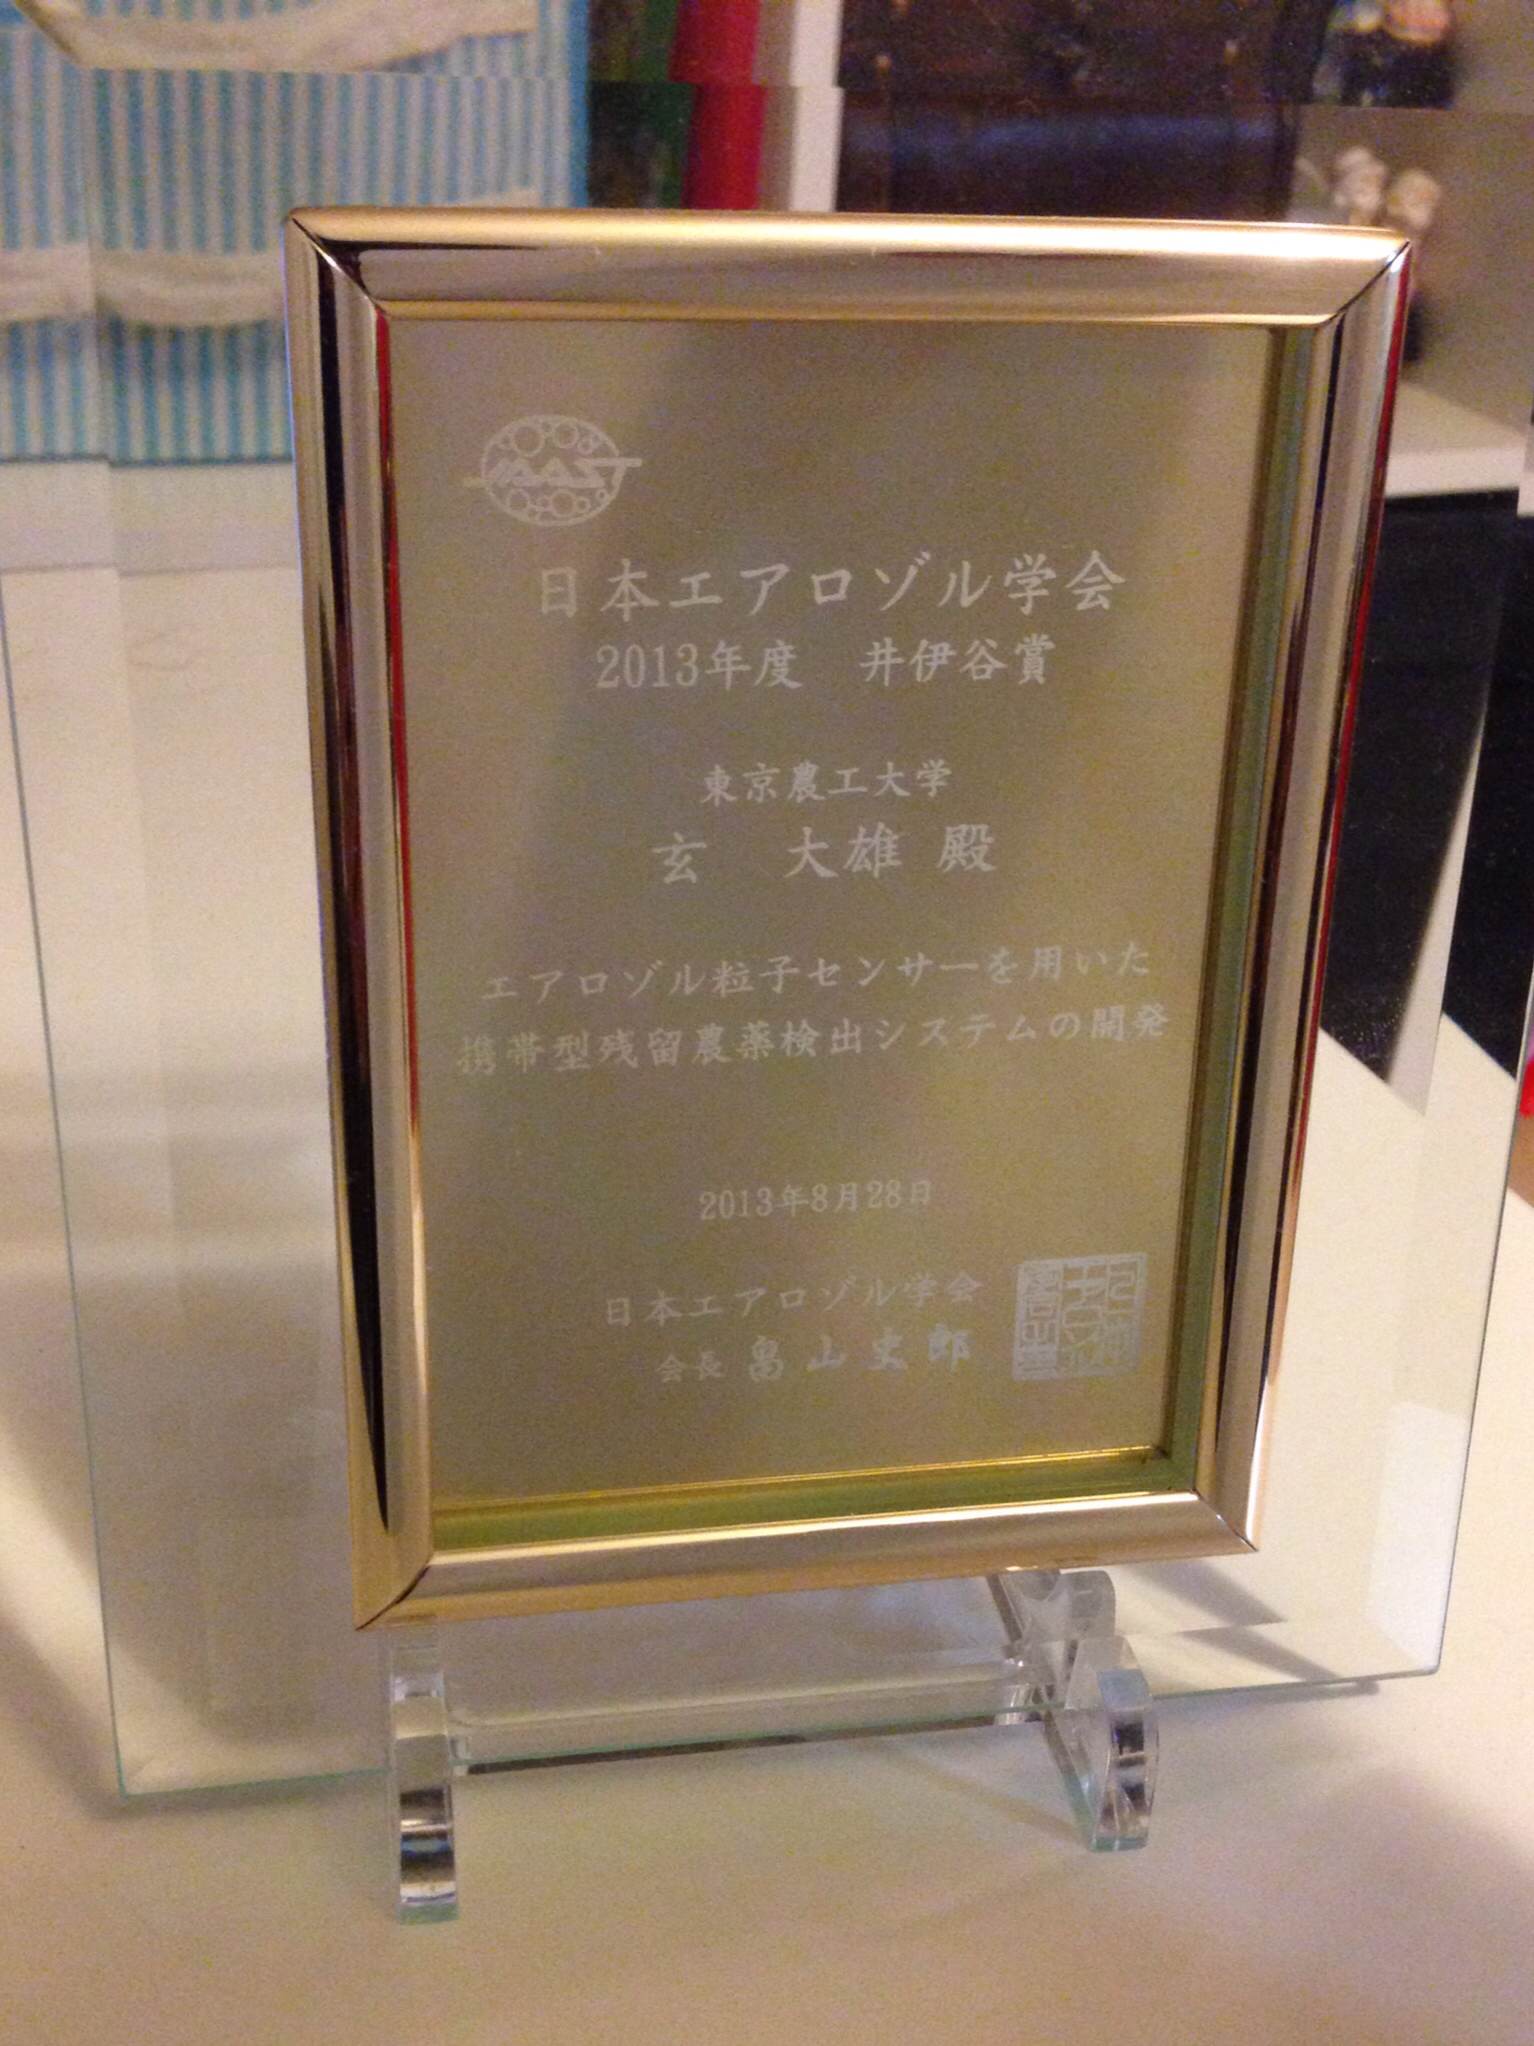 JAAST
日本エアロゾル学会
2013年度 井伊谷賞
東京農工大学
玄 大雄 殿
エアロゾル粒子センサーを用いた
携帯型残留農薬検出システムの開発
2013年8月28日
日本エアロゾル学会
会長 畠山史郎